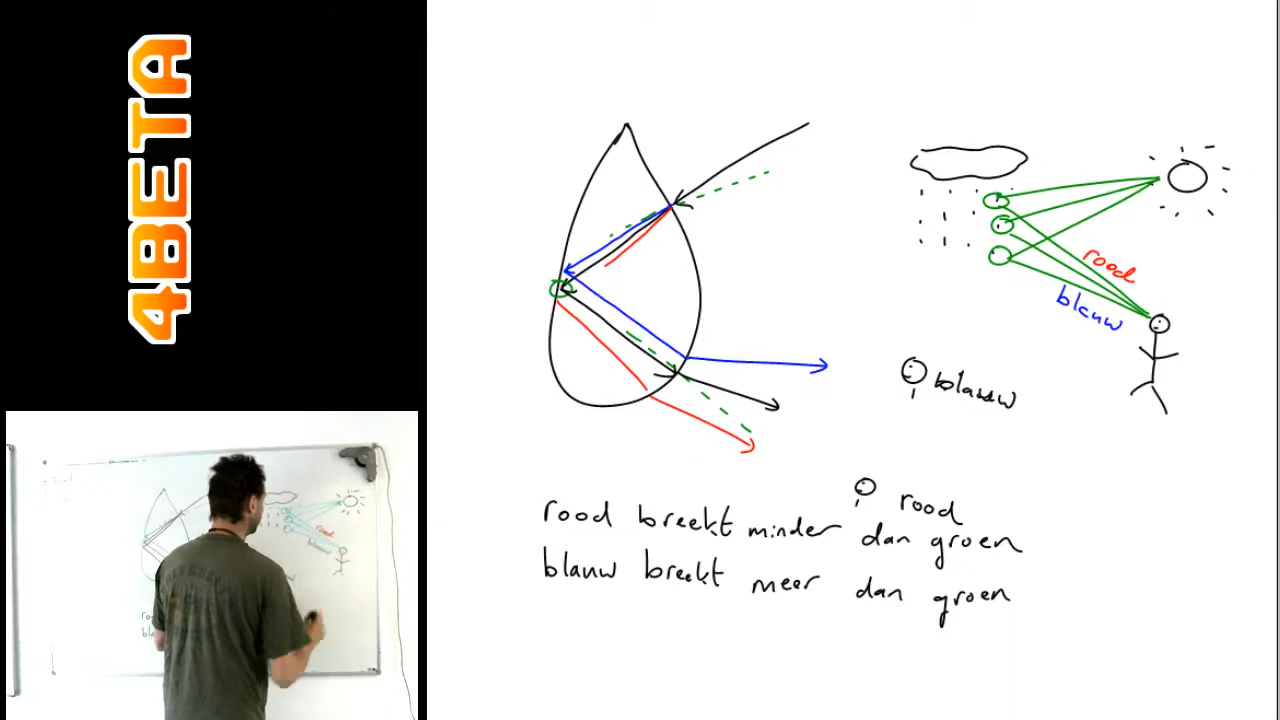 4BETA
rood
blauw
blauw
rood
rood breekt minder dan groen
blauw breekt meer dan groen